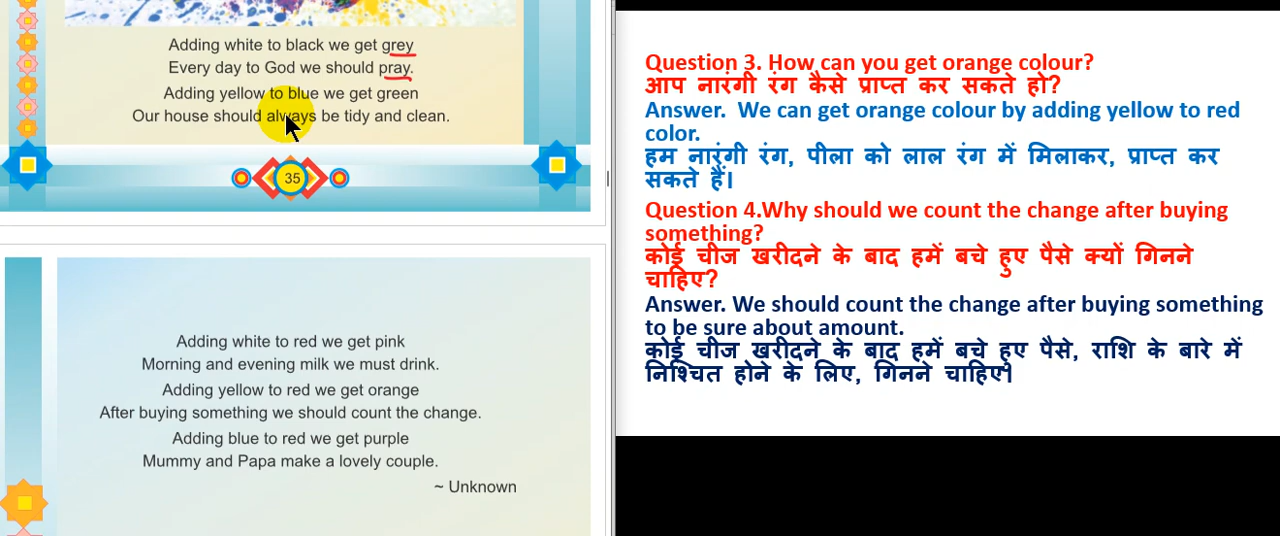 Adding white to black we get grey
Every day to God we should pray.
Adding yellow to blue we get green
Our house should always be tidy and clean.
35
Adding white to red we get pink
Morning and evening milk we must drink.
Adding yellow to red we get orange
After buying something we should count the change.
Adding blue to red we get purple
Mummy and Papa make a lovely couple.
~ Unknown
Question 3. How can you get orange colour?
आप नारंगी रंग कैसे प्राप्त कर सकते हो?
Answer. We can get orange colour by adding yellow to red
color.
हम नारंगी रंग, पीला को लाल रंग में मिलाकर, प्राप्त कर
सकते हैं।
Question 4.Why should we count the change after buying
something?
कोई चीज खरीदने के बाद हमें बचे हुए पैसे क्यों गिनने
चाहिए?
Answer. We should count the change after buying something
to be sure about amount.
कोई चीज खरीदने के बाद हमें बचे हुए पैसे, राशि के बारे में
निश्चित होने के लिए, गिनने चाहिए।